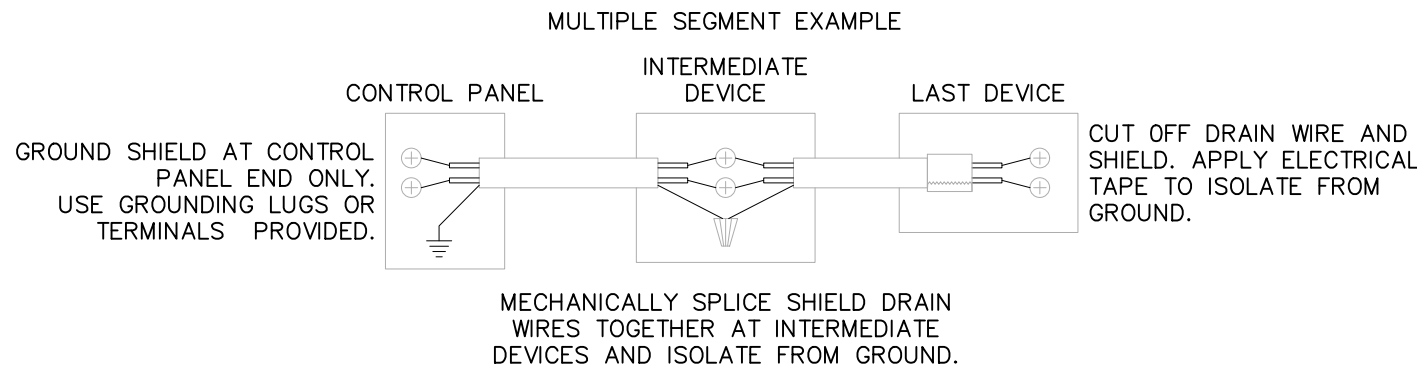 MULTIPLE SEGMENT EXAMPLE
CONTROL PANEL
INTERMEDIATE
DEVICE
LAST DEVICE
GROUND SHIELD AT CONTROL
PANEL END ONLY.
USE GROUNDING LUGS OR
TERMINALS PROVIDED.
CUT OFF DRAIN WIRE AND
SHIELD. APPLY ELECTRICAL
TAPE TO ISOLATE FROM
GROUND.
MECHANICALLY SPLICE SHIELD DRAIN
WIRES TOGETHER AT INTERMEDIATE
DEVICES AND ISOLATE FROM GROUND.